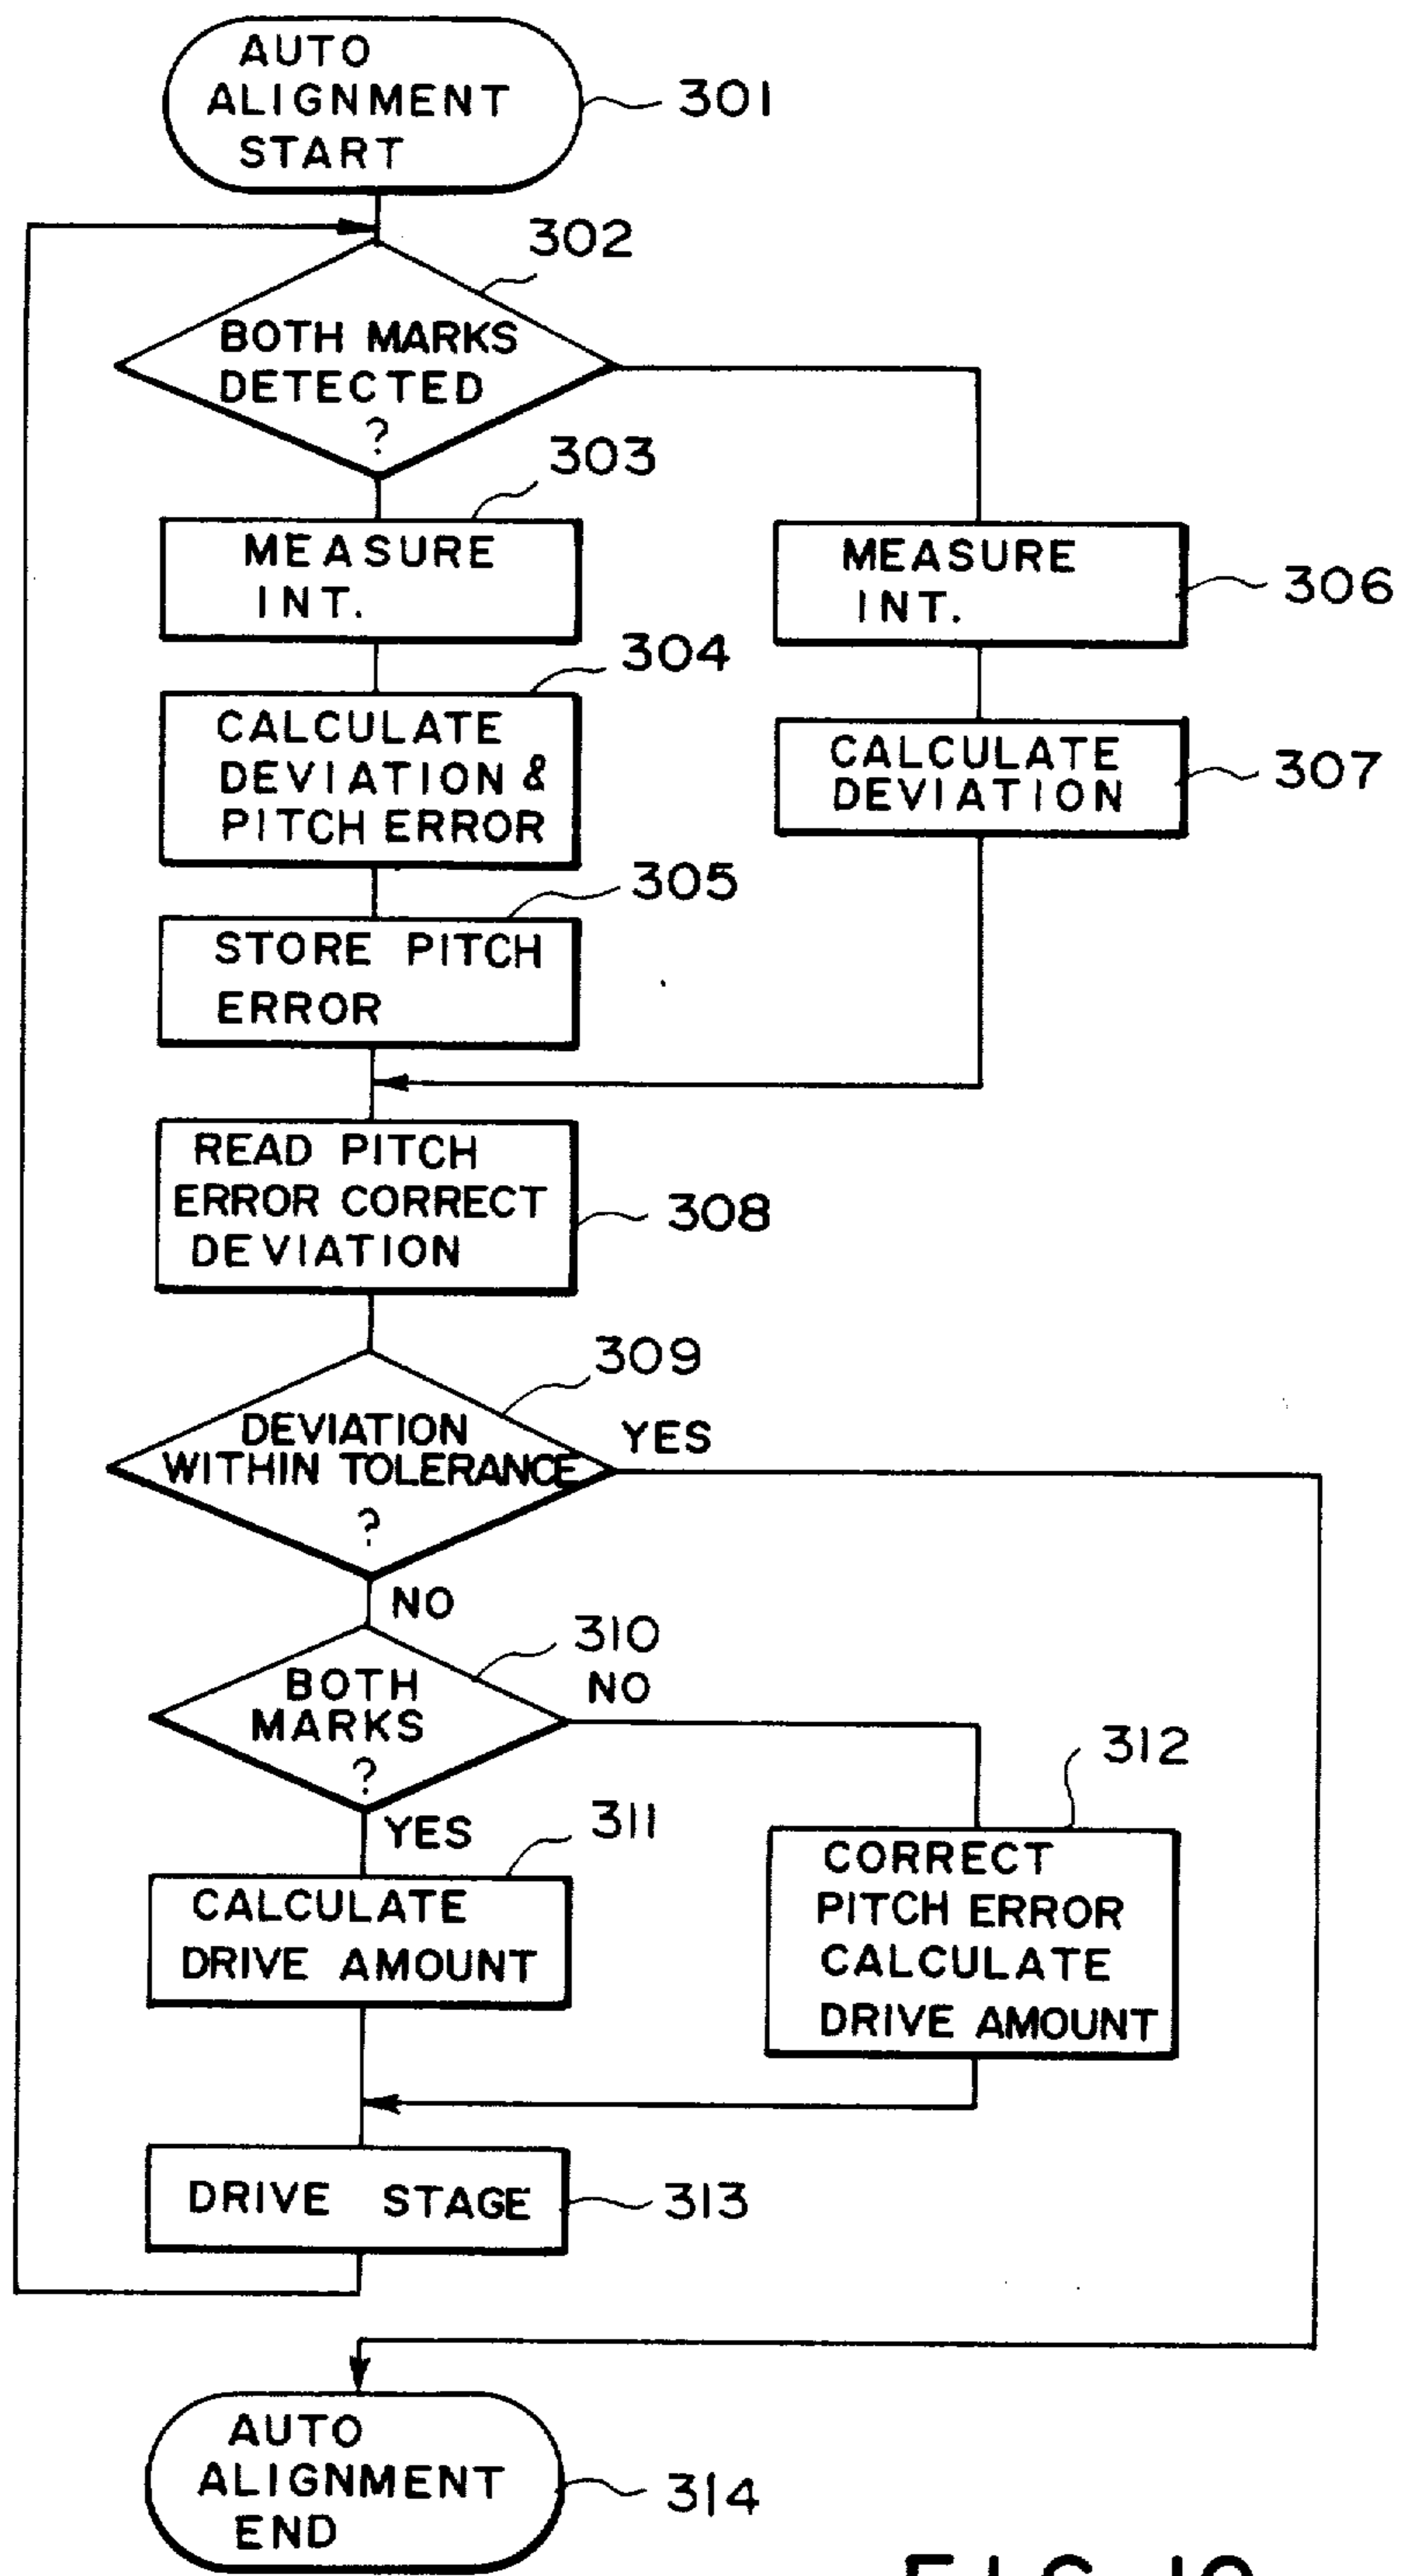 AUTO
ALIGNMENT
START
301
302
BOTH MARKS
DETECTED
?
303
MEASURE
INT.
MEASURE
INT.
306
304
CALCULATE
DEVIATION &
PITCH ERROR
CALCULATE
DEVIATION
307
305
STORE PITCH
ERROR
READ PITCH
ERROR CORRECT
DEVIATION
308
309
DEVIATION
WITHIN TOLERANCE
?
YES
NO
310
BOTH
MARKS
?
NO
YES
311
312
CALCULATE
DRIVE AMOUNT
CORRECT
PITCH ERROR
CALCULATE
DRIVE AMOUNT
DRIVE STAGE
313
AUTO
ALIGNMENT
END
314